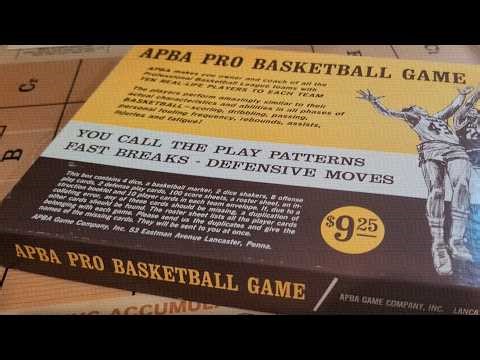 APBA PRO BASKETBALL GAME
APBA makes you owner and coach of all the
Professional Basketball League teams with
TEN REAL-LIFE PLAYERS TO EACH TEAM
The players perform amazingly similar to their
actual characteristics and abilities in all phases of
BASKETBALL—scoring, dribbling, passing,
personal fouling frequency, rebounds, assists,
injuries and fatigue!
YOU CALL THE PLAY PATTERNS
FAST BREAKS - DEFENSIVE MOVES
This box contains 4 dice, a basketball marker, 2 dice shakers, 8 offense
cards, 2 defense play cards, 100 score sheets, a roster sheet, an in-
struction booklet and 10 player cards in each team envelope. If, due to a
collating error, any of these cards should be missing, a duplication of
other cards will be found. The roster sheet lists all the player cards
belonging with each team. Please send us the duplicates and give the
names of the missing cards. They will be sent to you at once.
APBA Game Company, Inc. 53 Eastman Avenue Lancaster, Penna.
$9.25
APBA PRO BASKETBALL GAME
APBA GAME COMPANY, INC.
ACCUMUL
C2
B